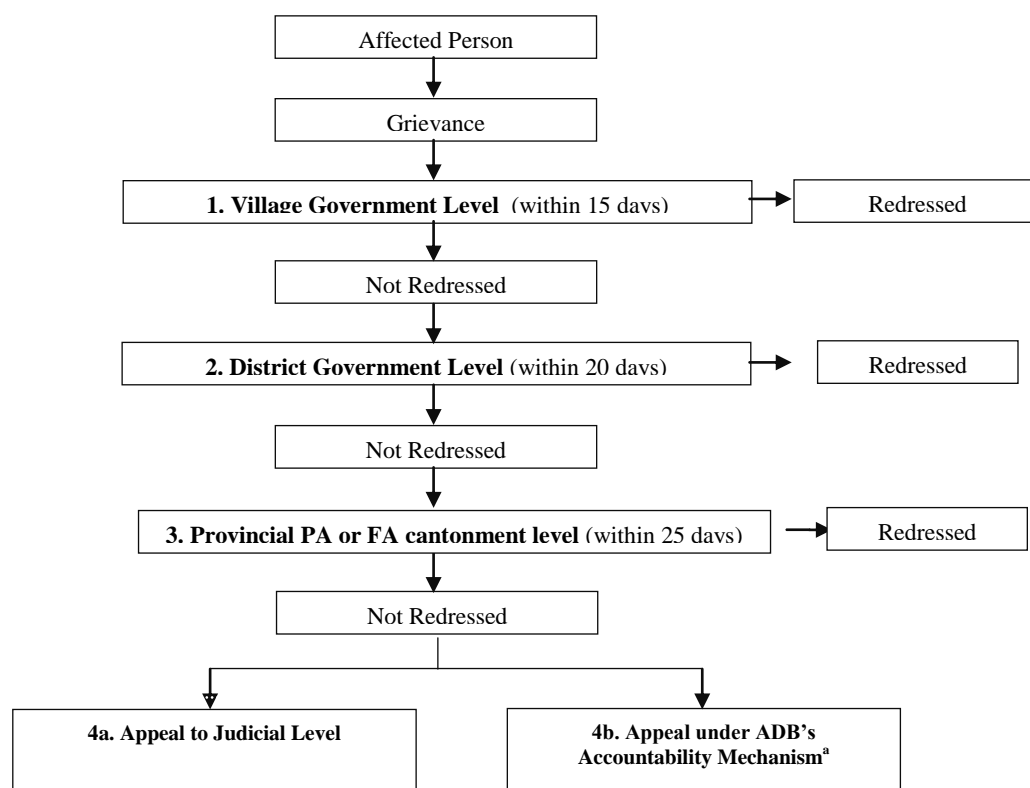 Affected Person
Grievance
1. Village Government Level (within 15 days)
Redressed
Not Redressed
2. District Government Level (within 20 days)
Redressed
Not Redressed
3. Provincial PA or FA cantonment level (within 25 days)
Redressed
Not Redressed
4a. Appeal to Judicial Level
4b. Appeal under ADB's
Accountability Mechanismᵃ